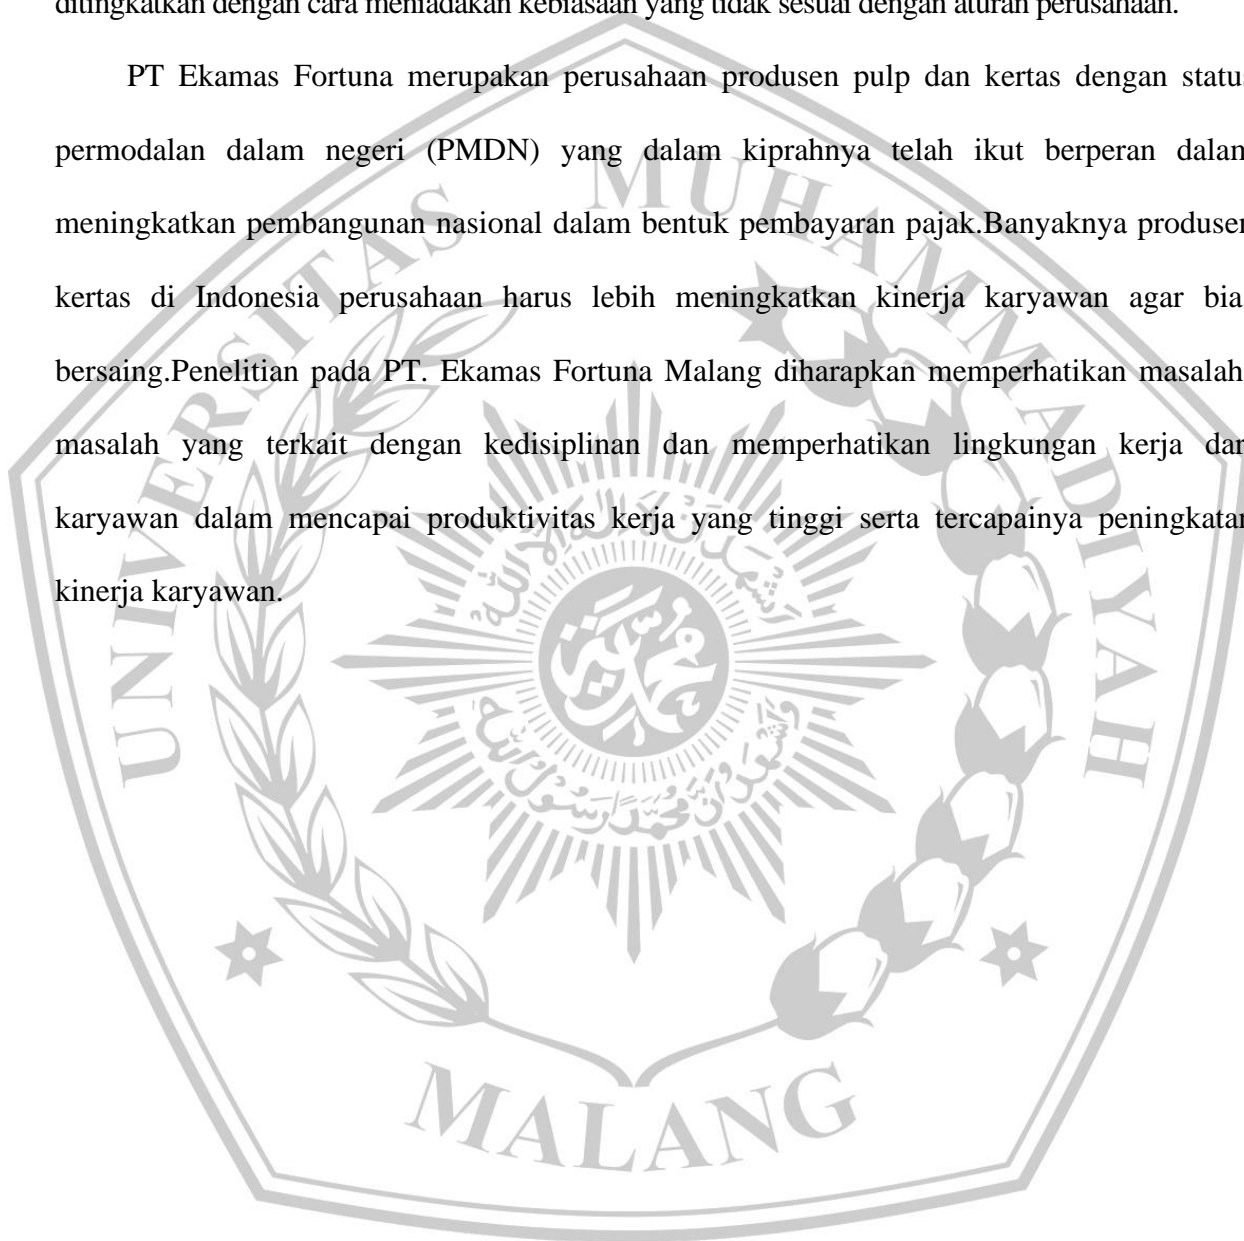 ditingkatkan dengan cara meniadakan kebiasaan yang tidak sesuai dengan aturan perusahaan.
PT Ekamas Fortuna merupakan perusahaan produsen pulp dan kertas dengan status
permodalan dalam negeri (PMDN) yang dalam kiprahnya telah ikut berperan dalam
meningkatkan pembangunan nasional dalam bentuk pembayaran pajak.Banyaknya produsen
kertas di Indonesia perusahaan harus lebih meningkatkan kinerja karyawan agar bia
bersaing.Penelitian pada PT. Ekamas Fortuna Malang diharapkan memperhatikan masalah
masalah yang terkait dengan kedisiplinan dan memperhatikan lingkungan kerja dar
karyawan dalam mencapai produktivitas kerja yang tinggi serta tercapainya peningkatan
kinerja karyawan.
UNIVERSITAS MUHAMMADIYAH
MALANG